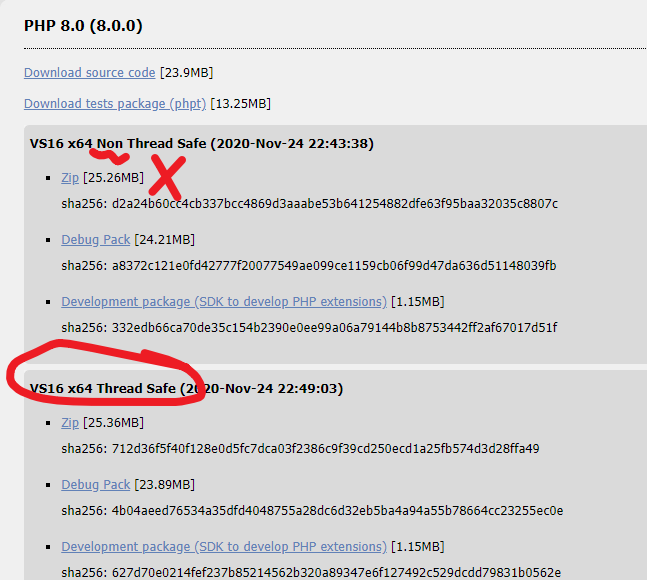 PHP 8.0 (8.0.0)
Download source code [23.9MB]
Download tests package (phpt) [13.25MB]
VS16 x64 Non Thread Safe (2020-Nov-24 22:43:38)
Zip [25.26MB]
sha256: d2a24b60cc4cb337bcc4869d3aaabe53b641254882dfe63f95baa32035c8807c
Debug Pack [24.21MB]
sha256: a8372c121e0fd42777f20077549ae099ce1159cb06f99d47da636d51148039fb
Development package (SDK to develop PHP extensions) [1.15MB]
sha256: 332edb66ca70de35c154b2390e0ee99a06a79144b8b8753442ff2af67017d51f
VS16 x64 Thread Safe (2020-Nov-24 22:49:03)
Zip [25.36MB]
sha256: 712d36f5f40f128e0d5fc7dca03f2386c9f39cd250ecd1a25fb574d3d28ffa49
Debug Pack [23.89MB]
sha256: 4b04aeed76534a35dfd4048755a28dc6d32eb5ba4a94a55b78664cc23255ec0e
Development package (SDK to develop PHP extensions) [1.15MB]
sha256: 627d70e0214fef237b85214562b320a89347e6f127492c529dcdd79831b0562e